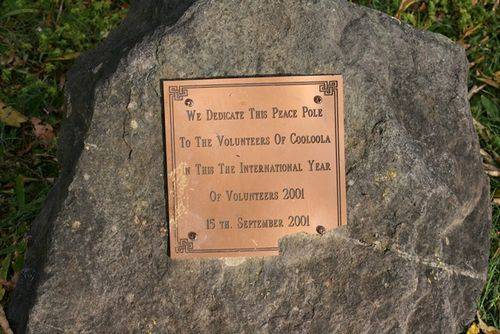 We Dedicate This Peace Pole
To The Volunteers Of Cooloola
In This The International Year
Of Volunteers 2001
15 th. September 2001